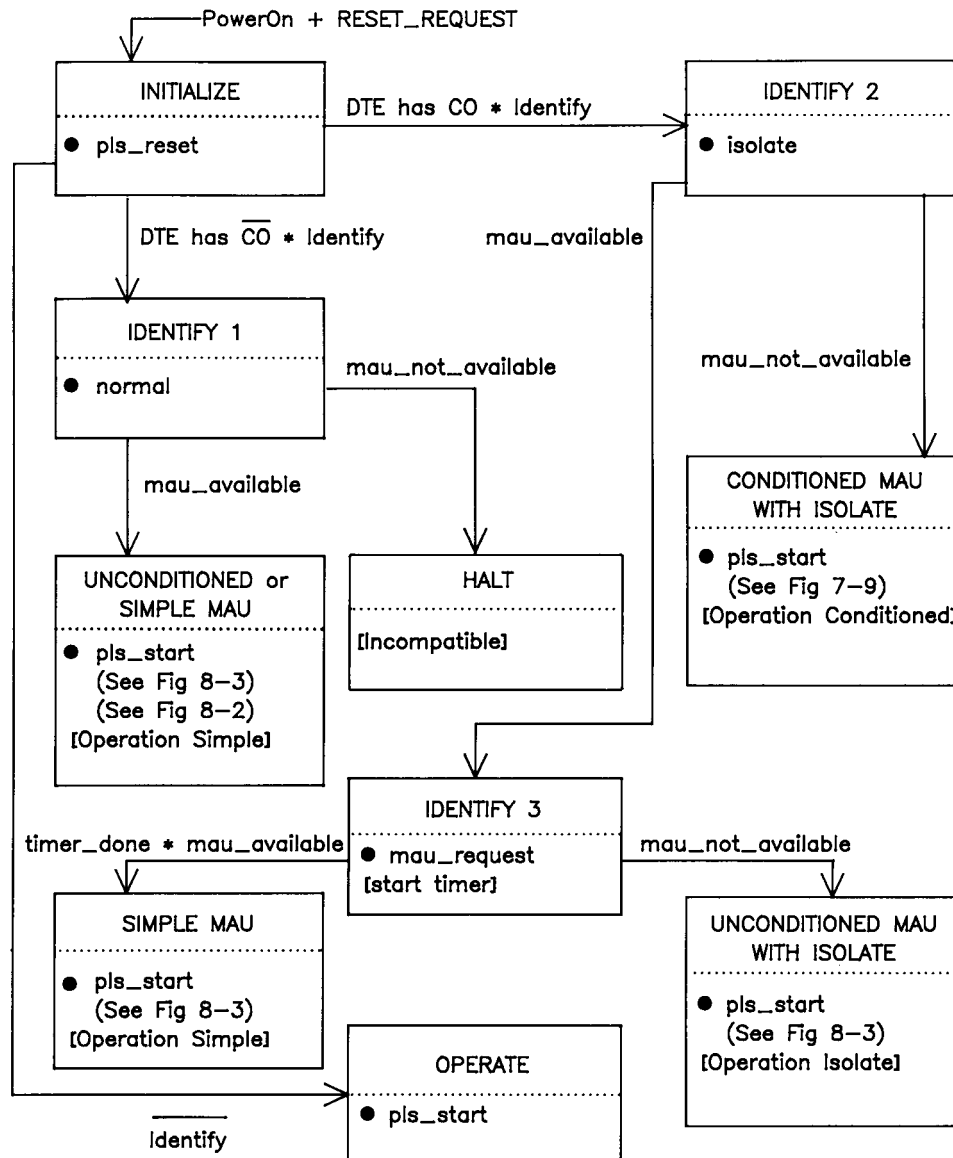 PowerOn + RESET_REQUEST
INITIALIZE
● pls_reset
DTE has CO * Identify
IDENTIFY 2
● isolate
DTE has C̅O̅ * Identify
mau_available
mau_not_available
IDENTIFY 1
● normal
mau_not_available
mau_available
CONDITIONED MAU
WITH ISOLATE
● pls_start
(See Fig 7-9)
[Operation Conditioned]
UNCONDITIONED or
SIMPLE MAU
● pls_start
(See Fig 8-3)
(See Fig 8-2)
[Operation Simple]
HALT
[Incompatible]
IDENTIFY 3
● mau_request
[start timer]
timer_done * mau_available
mau_not_available
SIMPLE MAU
● pls_start
(See Fig 8-3)
[Operation Simple]
UNCONDITIONED MAU
WITH ISOLATE
● pls_start
(See Fig 8-3)
[Operation Isolate]
OPERATE
● pls_start
I̅d̅e̅n̅t̅i̅f̅y̅